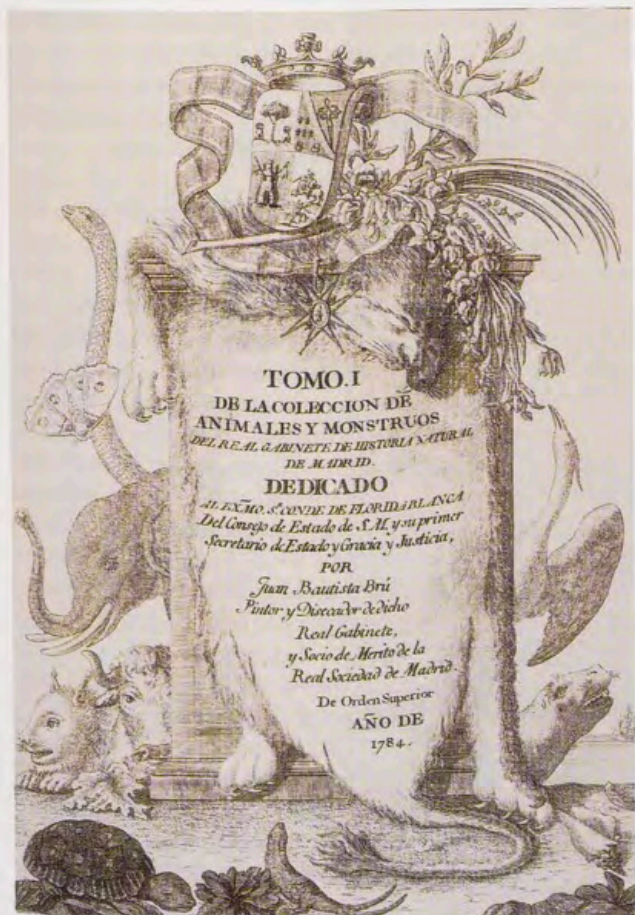 TOMO. I
DE LA COLECCION DE
ANIMALES Y MONSTRUOS
DEL REAL GABINETE DE HISTORIA NATURAL
DE MADRID.
DEDICADO
AL EXMO. Sr. CONDE DE FLORIDABLANCA
Del Consejo de Estado de S. M. y su primer
Secretario de Estado y Gracia y Justicia,
POR
Juan Bautista Brú
Pintor y Disecador de dicho
Real Gabinete,
y Socio de Merito de la
Real Sociedad de Madrid.
De Orden Superior
AÑO DE
1784.